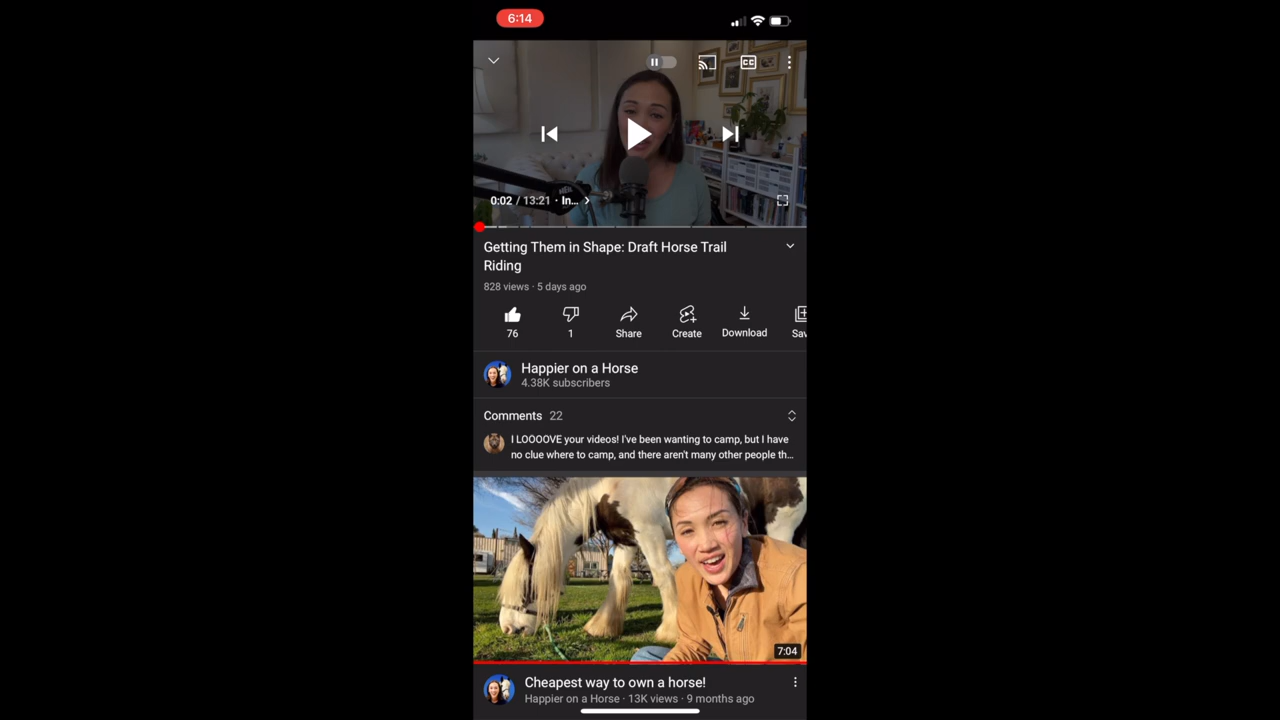 6:14
CC
0:02 / 13:21 · In... >
Getting Them in Shape: Draft Horse Trail
Riding
828 views · 5 days ago
76
1
Share
Create
Download
Sav
Happier on a Horse
4.38K subscribers
Comments 22
I LOOOOVE your videos! I've been wanting to camp, but I have
no clue where to camp, and there aren't many other people th...
7:04
Cheapest way to own a horse!
Happier on a Horse · 13K views · 9 months ago